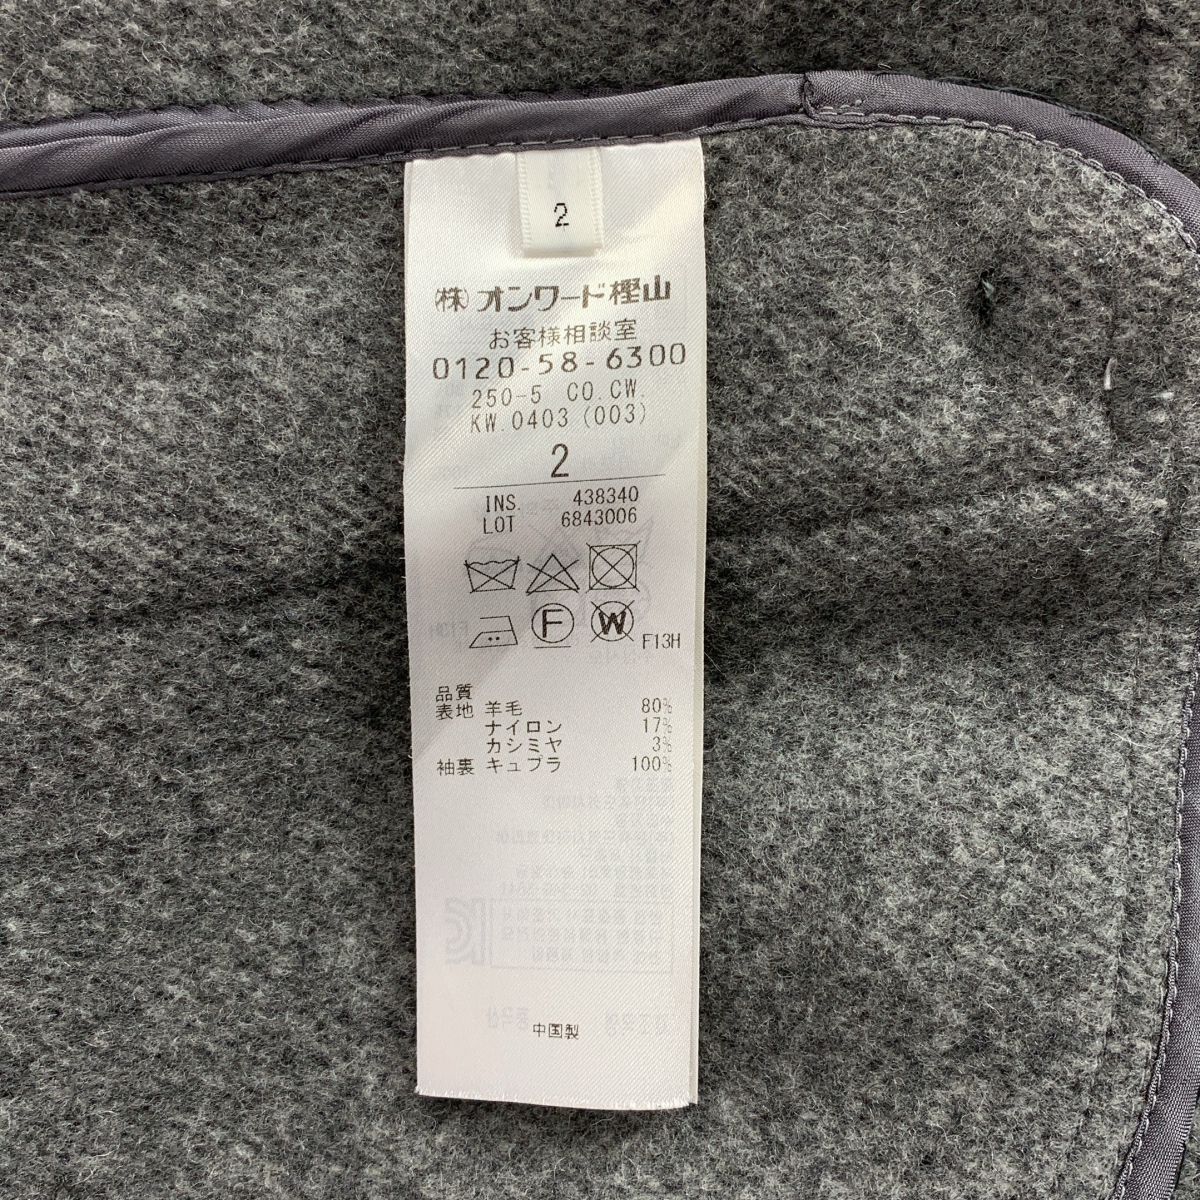 2
(株)オンワード樫山
お客様相談室
0120-58-6300
250-5 CO.CW.
KW.0403(003)
2
INS. 438340
LOT 6843006
F W F13H
品質
表地 羊毛 80%
ナイロン 17%
カシミヤ 3%
袖裏 キュプラ 100%
中国製